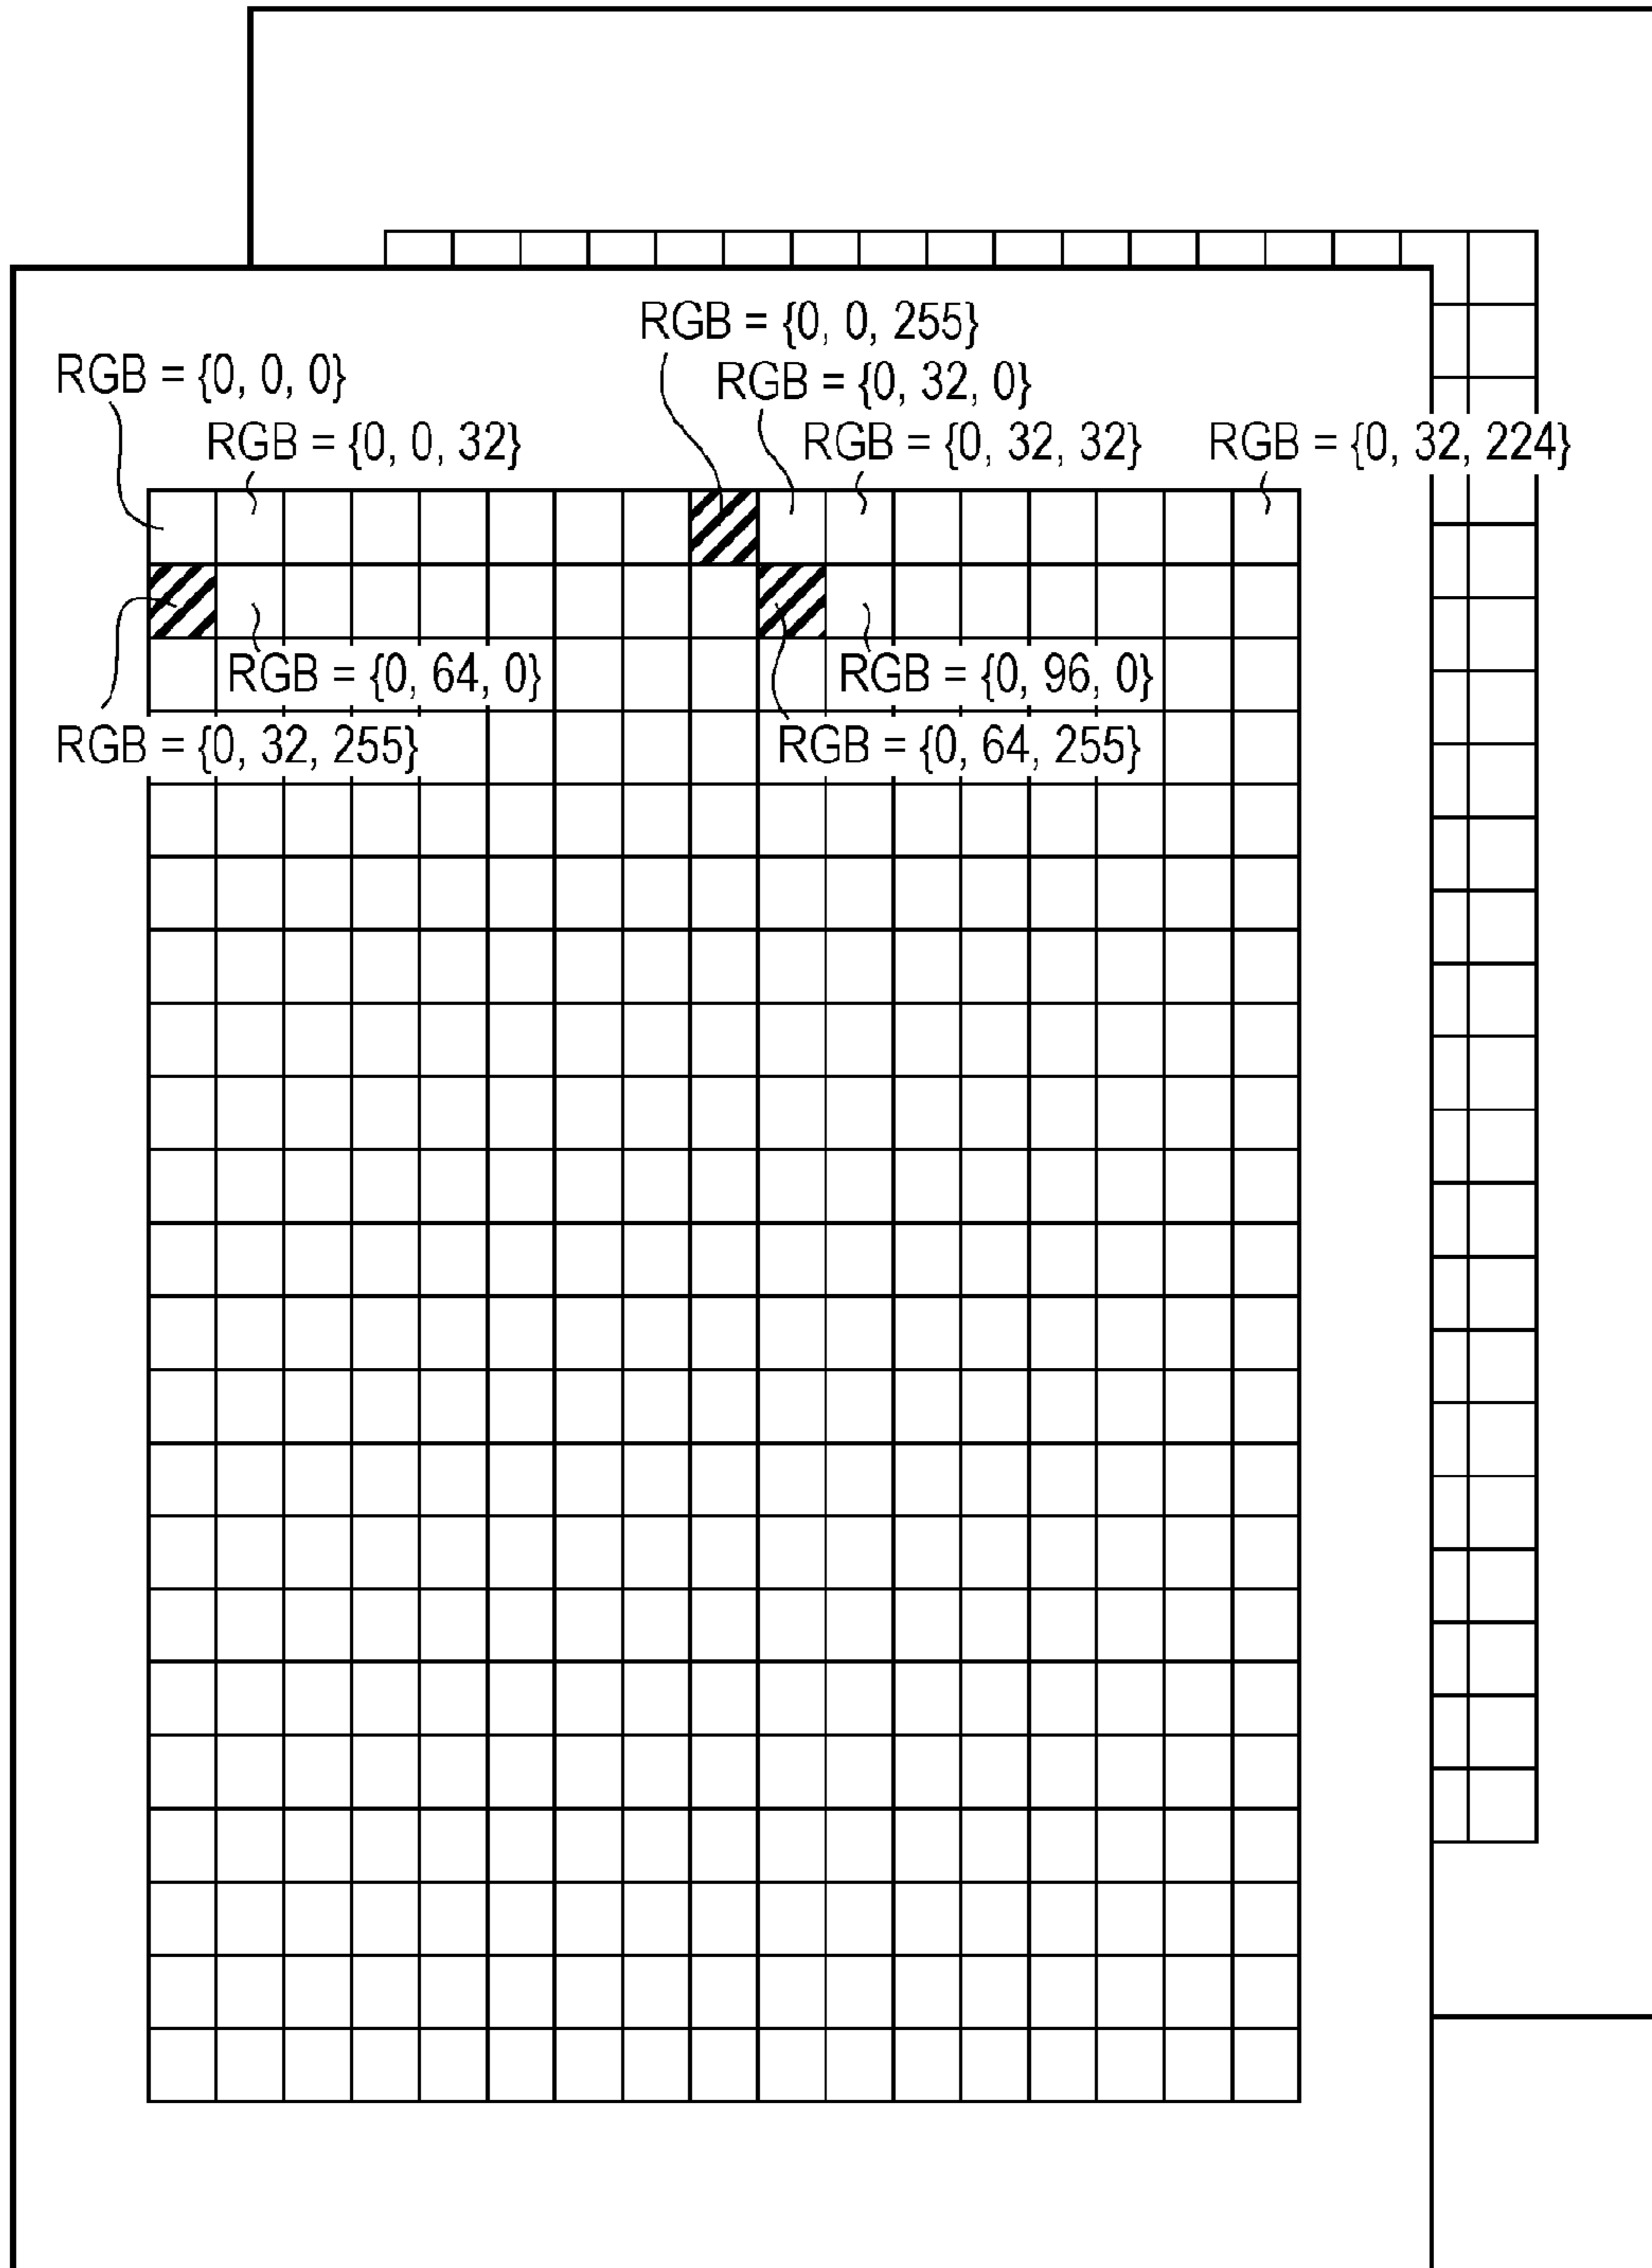 RGB = {0, 0, 255}
RGB = {0, 0, 0}
RGB = {0, 32, 0}
RGB = {0, 0, 32}
RGB = {0, 32, 32}
RGB = {0, 32, 224}
RGB = {0, 64, 0}
RGB = {0, 96, 0}
RGB = {0, 32, 255}
RGB = {0, 64, 255}